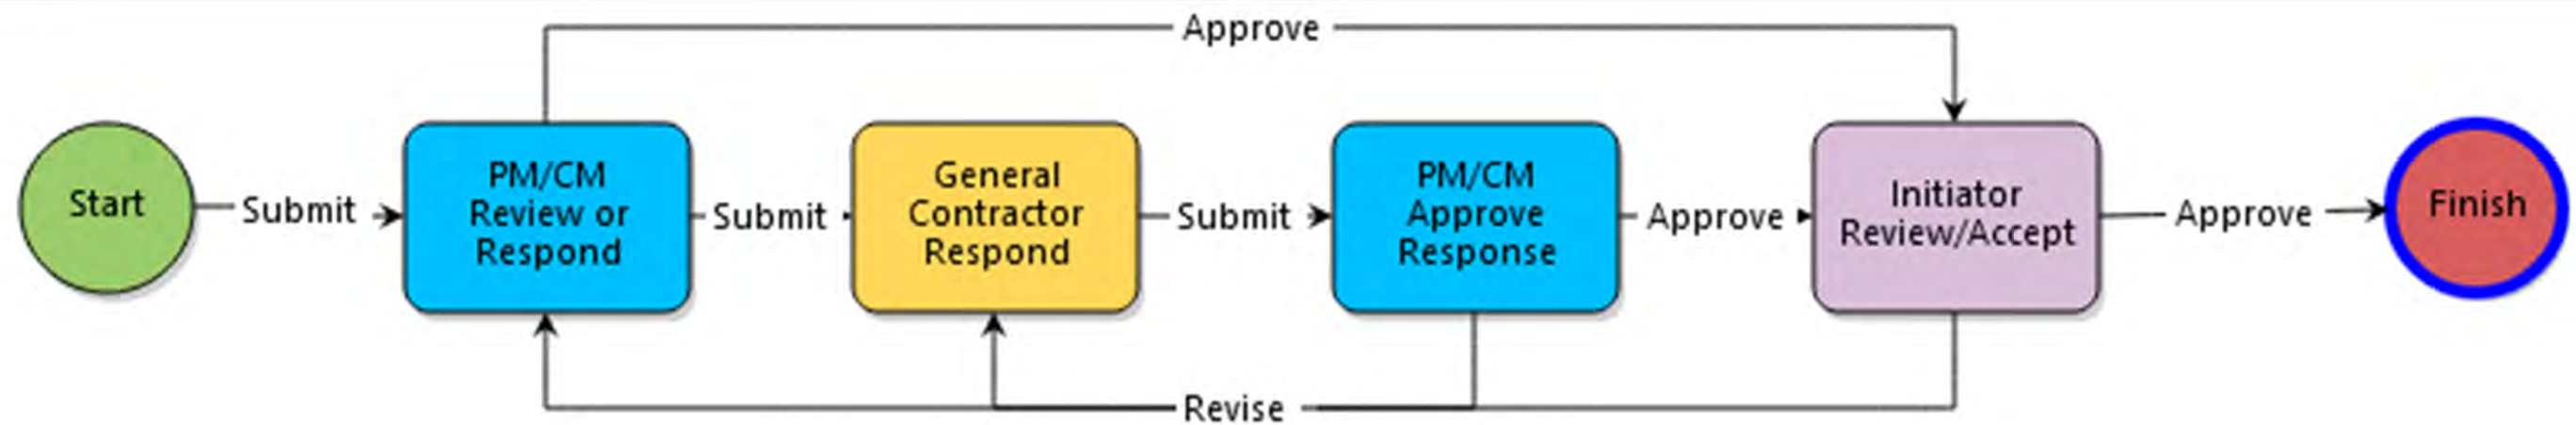 Approve
Start
Submit
PM/CM
Review or
Respond
Submit
General
Contractor
Respond
Submit
PM/CM
Approve
Response
Approve
Initiator
Review/Accept
Approve
Finish
Revise